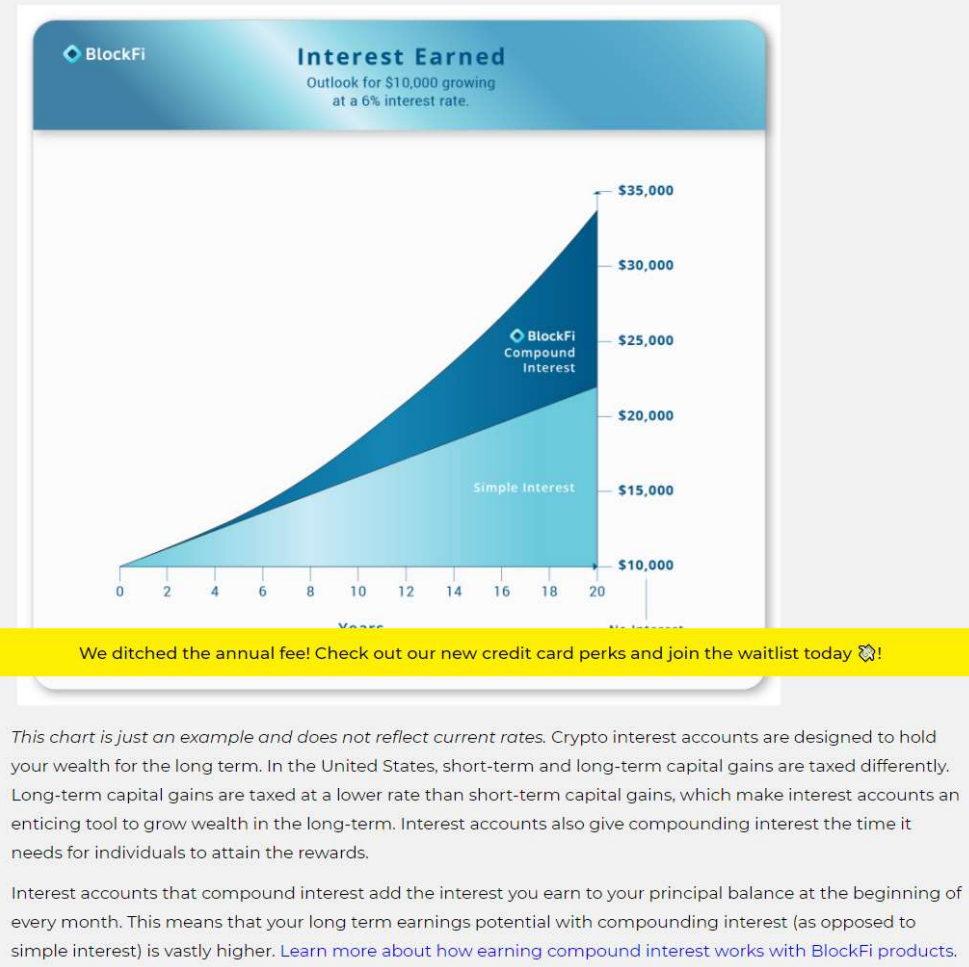 BlockFi
Interest Earned
Outlook for $10,000 growing
at a 6% interest rate.
$35,000
$30,000
BlockFi
Compound
Interest
$25,000
$20,000
Simple Interest
$15,000
$10,000
0 2 4 6 8 10 12 14 16 18 20
Years
No Interest
We ditched the annual fee! Check out our new credit card perks and join the waitlist today !
This chart is just an example and does not reflect current rates. Crypto interest accounts are designed to hold
your wealth for the long term. In the United States, short-term and long-term capital gains are taxed differently.
Long-term capital gains are taxed at a lower rate than short-term capital gains, which make interest accounts an
enticing tool to grow wealth in the long-term. Interest accounts also give compounding interest the time it
needs for individuals to attain the rewards.
Interest accounts that compound interest add the interest you earn to your principal balance at the beginning of
every month. This means that your long term earnings potential with compounding interest (as opposed to
simple interest) is vastly higher. Learn more about how earning compound interest works with BlockFi products.